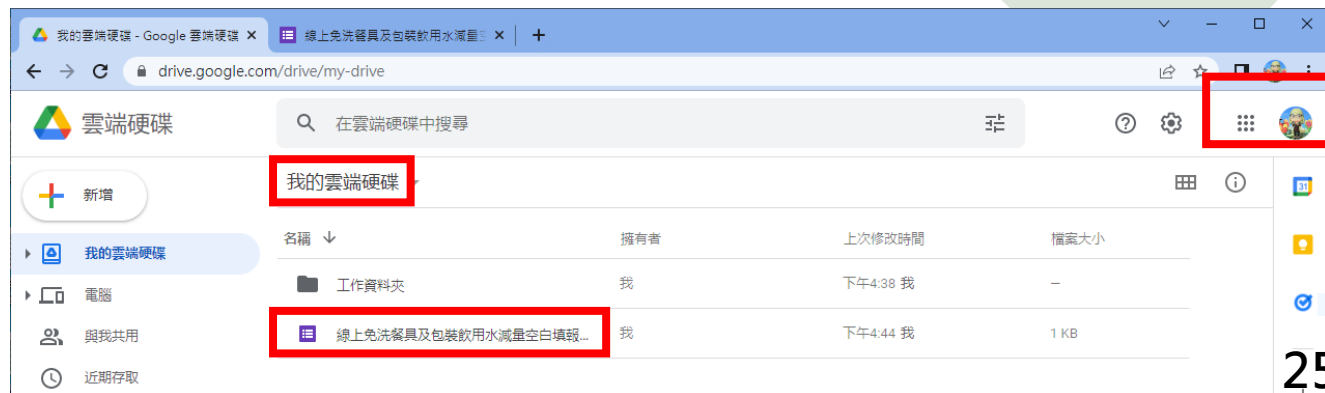 我的雲端硬碟 - Google 雲端硬碟
線上免洗餐具及包裝飲用水減量
drive.google.com/drive/my-drive
雲端硬碟
在雲端硬碟中搜尋
新增
我的雲端硬碟
31
名稱 擁有者 上次修改時間 檔案大小
我的雲端硬碟
工作資料夾 我 下午4:38 我 –
電腦
線上免洗餐具及包裝飲用水減量空白填報... 我 下午4:44 我 1 KB
與我共用
近期存取
25